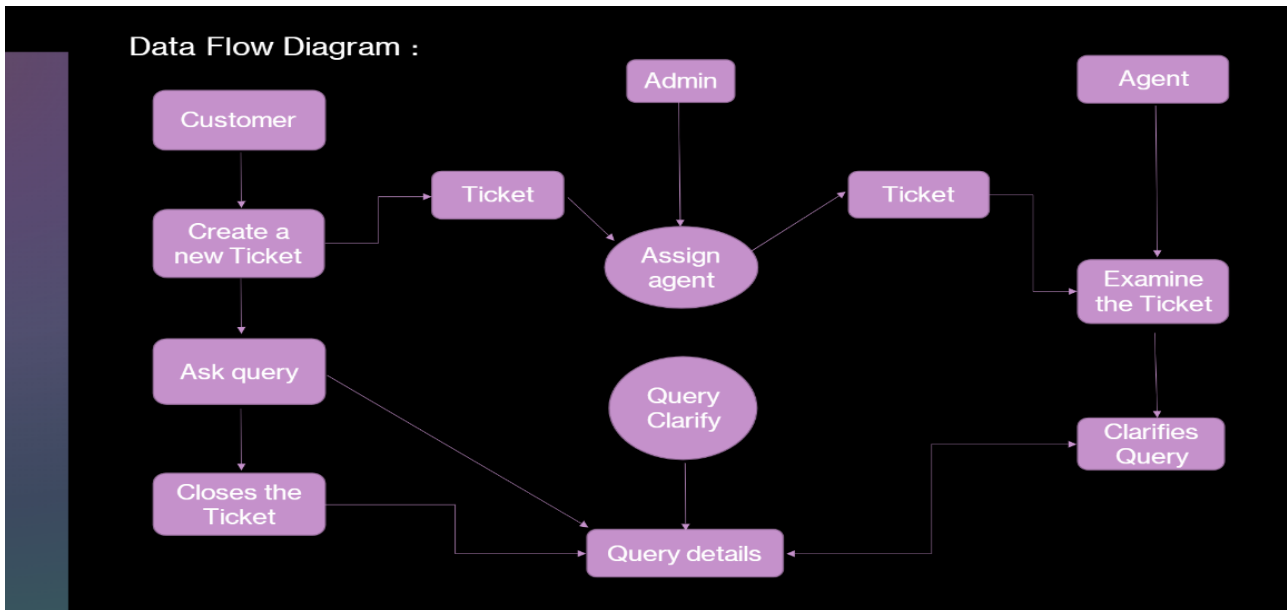 Data Flow Diagram :
Customer
Admin
Agent
Ticket
Ticket
Create a
new Ticket
Assign
agent
Examine
the Ticket
Ask query
Query
Clarify
Clarifies
Query
Closes the
Ticket
Query details